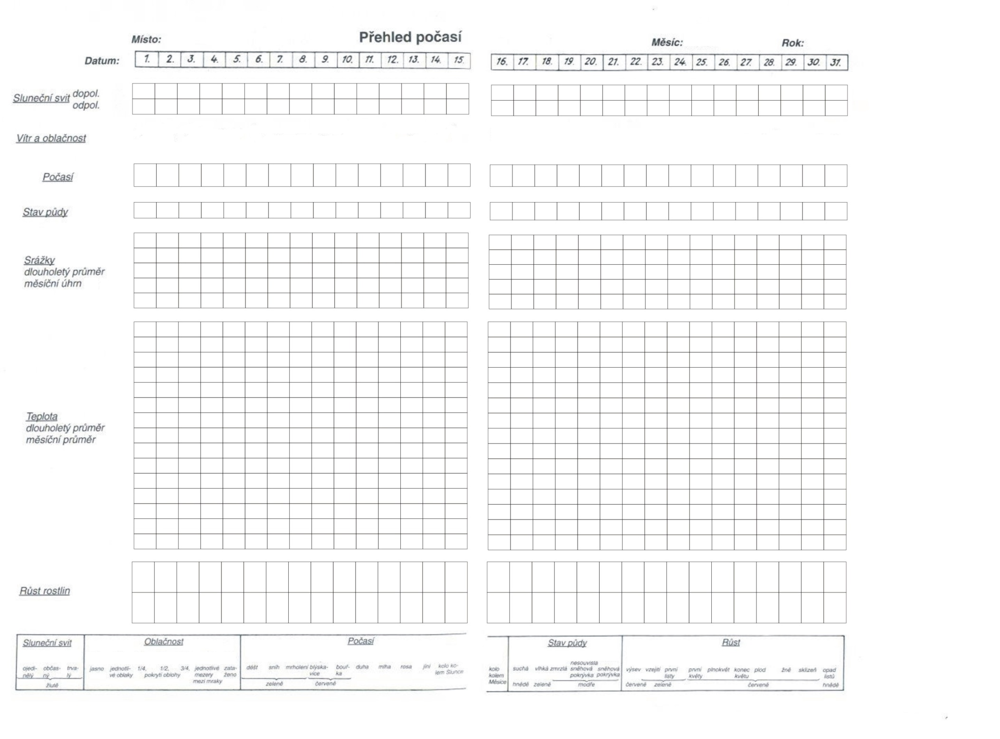 Přehled počasí
Místo:
Měsíc:
Rok:
Datum:
1. 2. 3. 4. 5. 6. 7. 8. 9. 10. 11. 12. 13. 14. 15.
16. 17. 18. 19. 20. 21. 22. 23. 24. 25. 26. 27. 28. 29. 30. 31.
Sluneční svit
dopol.
odpol.
Vítr a oblačnost
Počasí
Stav půdy
Srážky
dlouholetý průměr
měsíční úhrn
Teplota
dlouholetý průměr
měsíční průměr
Růst rostlin
Sluneční svit
ojedi- občas- trva-
nělý ný lý
žlutě
Oblačnost
jasno jednotli- 1/4, 1/2, 3/4, jednotlivé zata-
vé oblaky pokrytí oblohy mezery ženo
mezi mraky
Počasí
déšť sníh mrholení blýska- bouř- duha mlha rosa jíní kolo ko-
vice ka lem Slunce
zeleně červeně
kolo
kolem
Měsíce
Stav půdy
nesouvislá
suchá vlhká zmrzlá sněhová sněhová
pokrývka pokrývka
hnědě zeleně modře
Růst
výsev vzejití první první plnokvět konec plod žně sklizeň opad
listy květy květu listů
červeně zeleně červeně hnědě